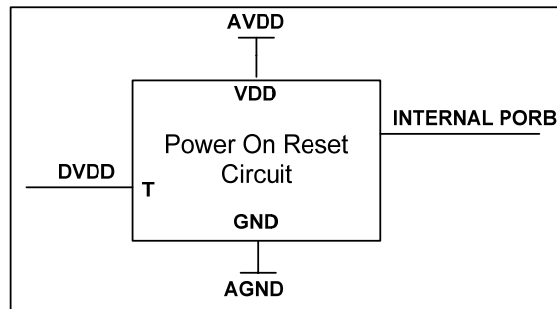 AVDD
VDD
INTERNAL PORB
Power On Reset
Circuit
DVDD
T
GND
AGND